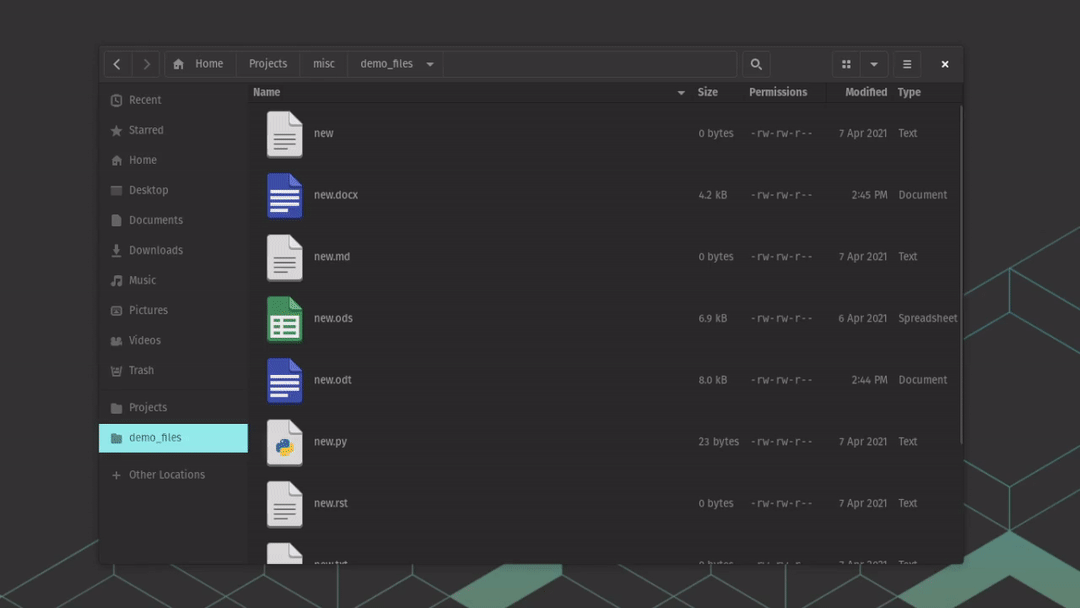 Home Projects misc demo_files
Name Size Permissions Modified Type
Recent
Starred
Home
Desktop
Documents
Downloads
Music
Pictures
Videos
Trash
Projects
demo_files
Other Locations
new 0 bytes -rw-rw-r-- 7 Apr 2021 Text
new.docx 4.2 kB -rw-rw-r-- 2:45 PM Document
new.md 0 bytes -rw-rw-r-- 7 Apr 2021 Text
new.ods 6.9 kB -rw-rw-r-- 6 Apr 2021 Spreadsheet
new.odt 8.0 kB -rw-rw-r-- 2:44 PM Document
new.py 23 bytes -rw-rw-r-- 7 Apr 2021 Text
new.rst 0 bytes -rw-rw-r-- 7 Apr 2021 Text